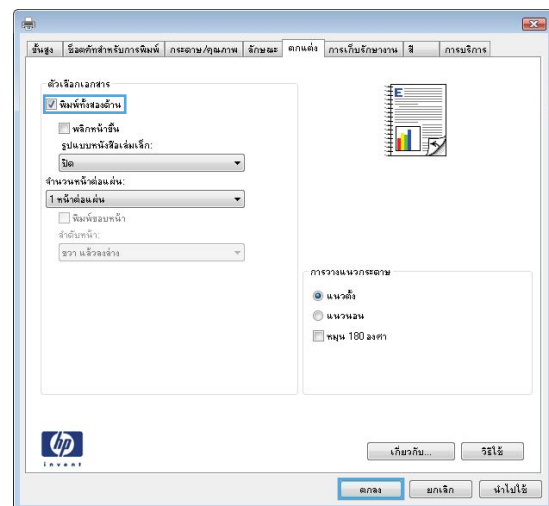 ขั้นสูง ช็อตคัทสำหรับการพิมพ์ กระดาษ/คุณภาพ ลักษณะ ตกแต่ง การเก็บรักษางาน สี การบริการ
ตัวเลือกเอกสาร
พิมพ์ทั้งสองด้าน
พลิกหน้าขึ้น
รูปแบบหนังสือเล่มเล็ก:
ปิด
จำนวนหน้าต่อแผ่น:
1 หน้าต่อแผ่น
พิมพ์ขอบหน้า
ลำดับหน้า:
ขวา แล้วลงล่าง
E
การวางแนวกระดาษ
แนวตั้ง
แนวนอน
หมุน 180 องศา
hp
invent
เกี่ยวกับ... วิธีใช้
ตกลง ยกเลิก นำไปใช้